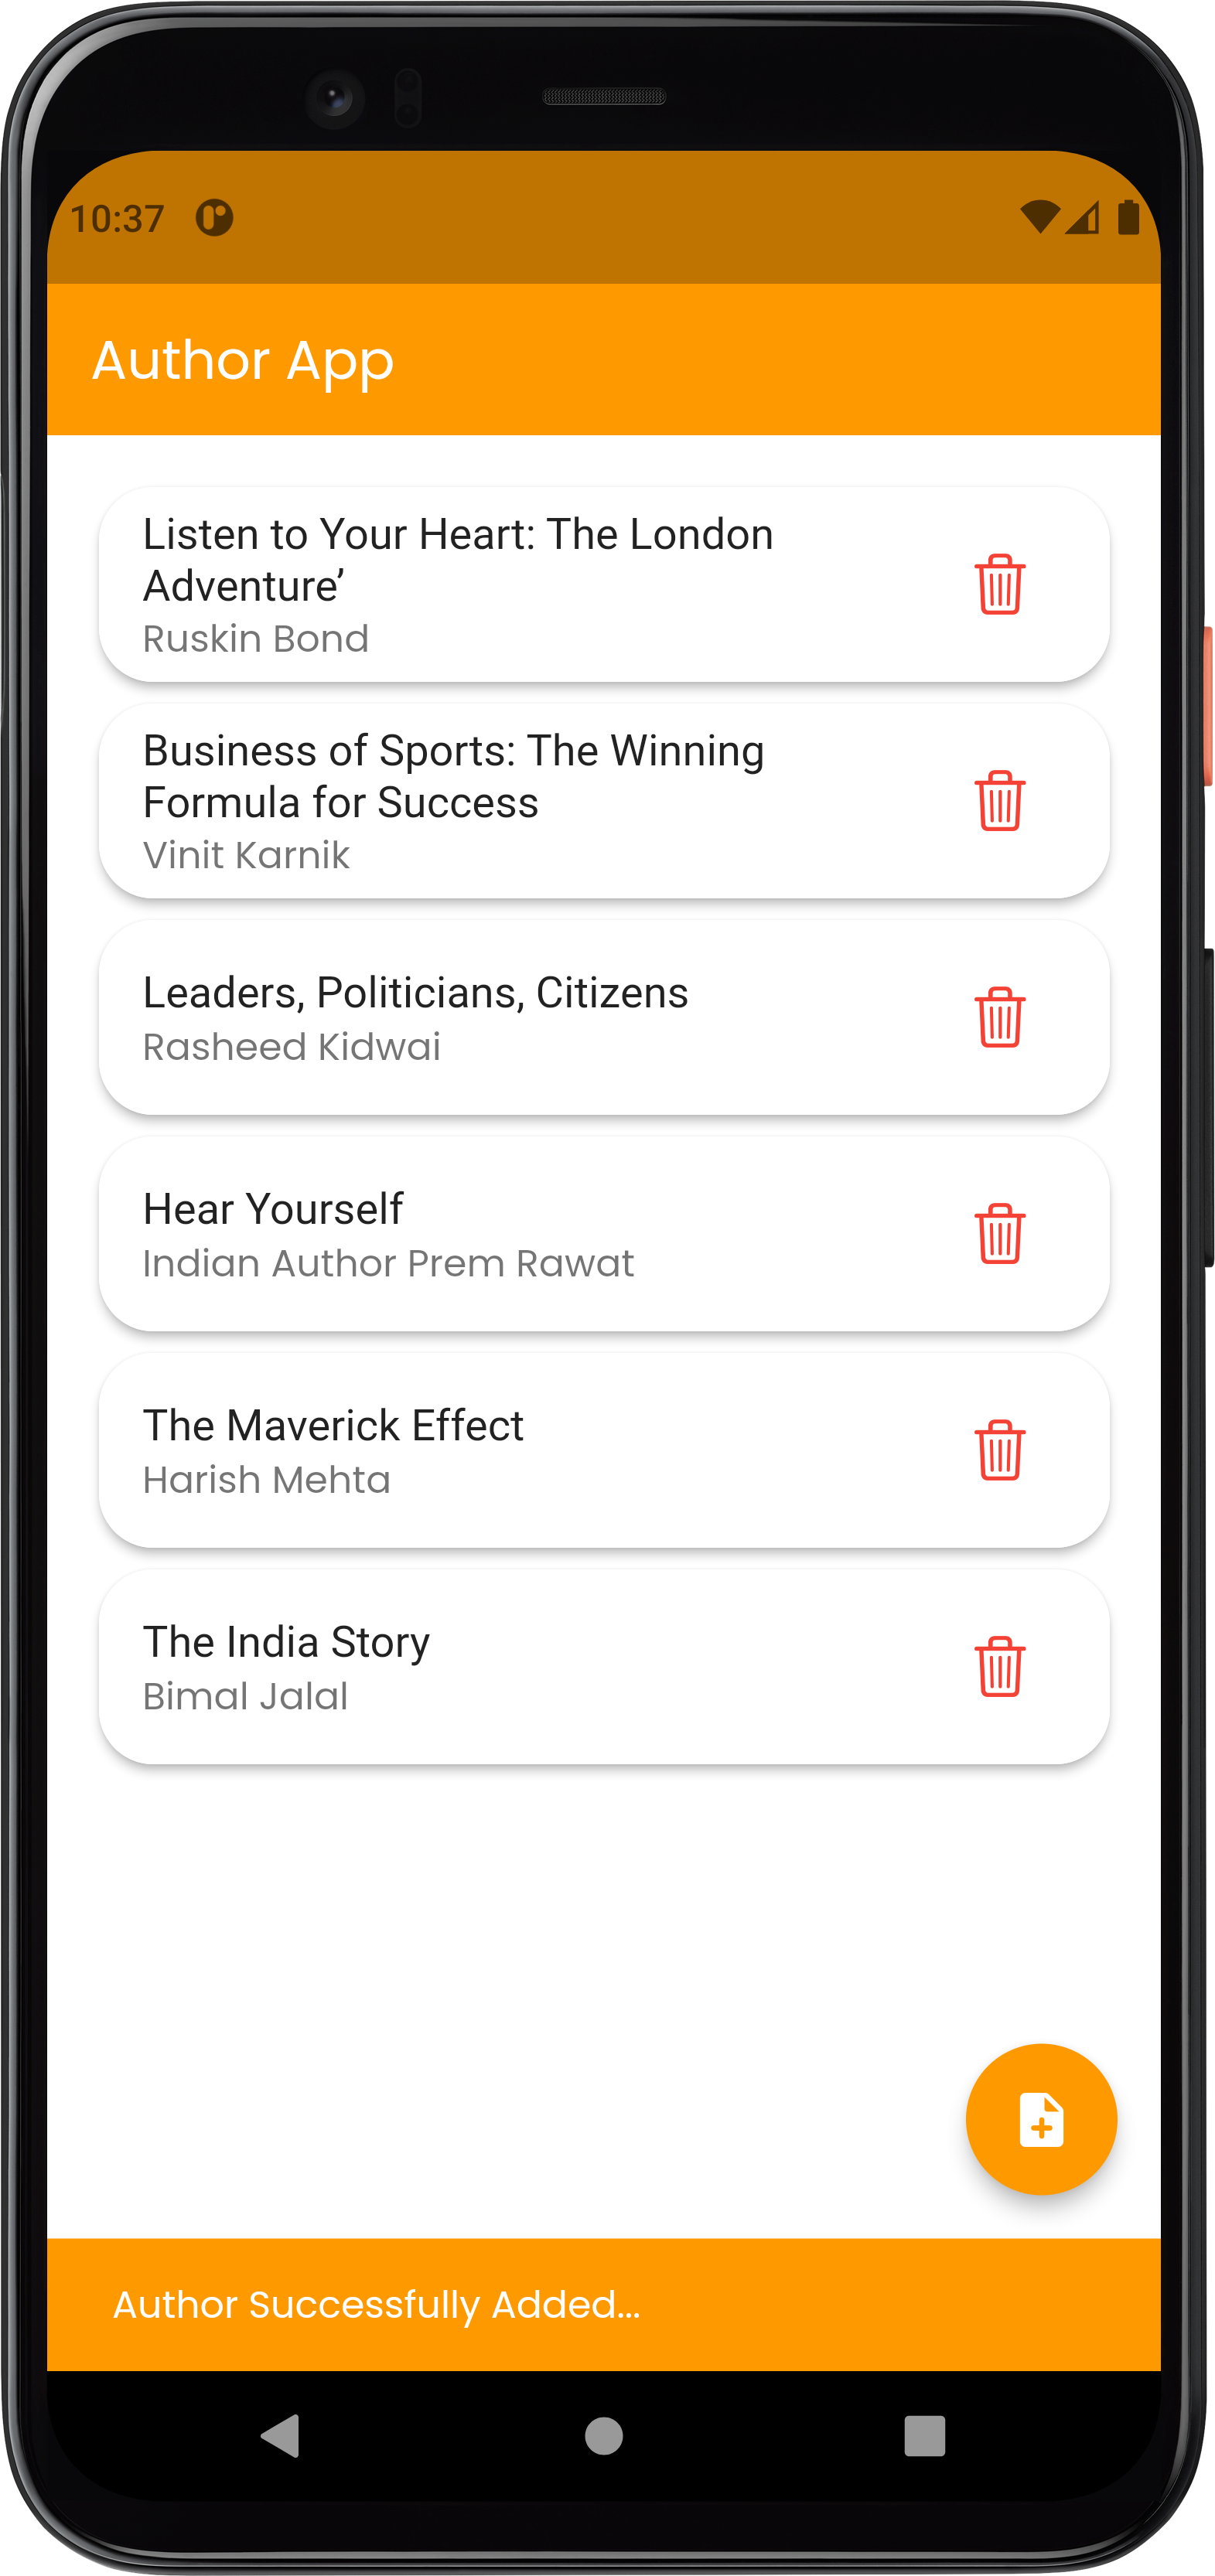 10:37
Author App
Listen to Your Heart: The London
Adventure’
Ruskin Bond
Business of Sports: The Winning
Formula for Success
Vinit Karnik
Leaders, Politicians, Citizens
Rasheed Kidwai
Hear Yourself
Indian Author Prem Rawat
The Maverick Effect
Harish Mehta
The India Story
Bimal Jalal
Author Successfully Added...